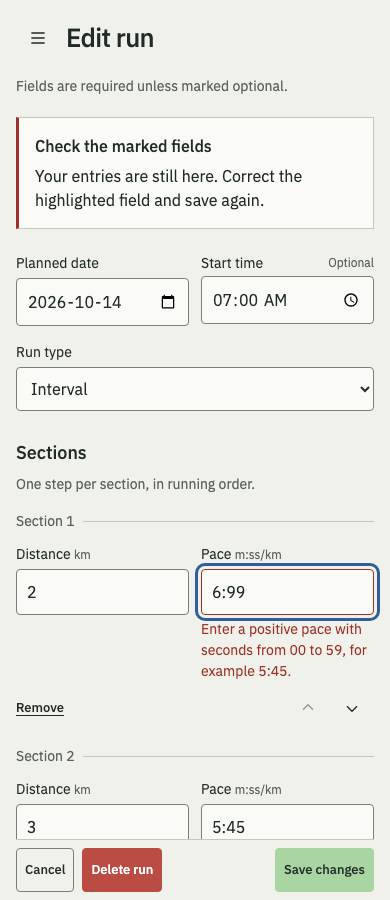 Edit run
Fields are required unless marked optional.
Check the marked fields
Your entries are still here. Correct the
highlighted field and save again.
Planned date
2026-10-14
Start time Optional
07:00 AM
Run type
Interval
Sections
One step per section, in running order.
Section 1
Distance km
2
Pace m:ss/km
6:99
Enter a positive pace with
seconds from 00 to 59, for
example 5:45.
Remove
Section 2
Distance km
3
Pace m:ss/km
5:45
Cancel
Delete run
Save changes